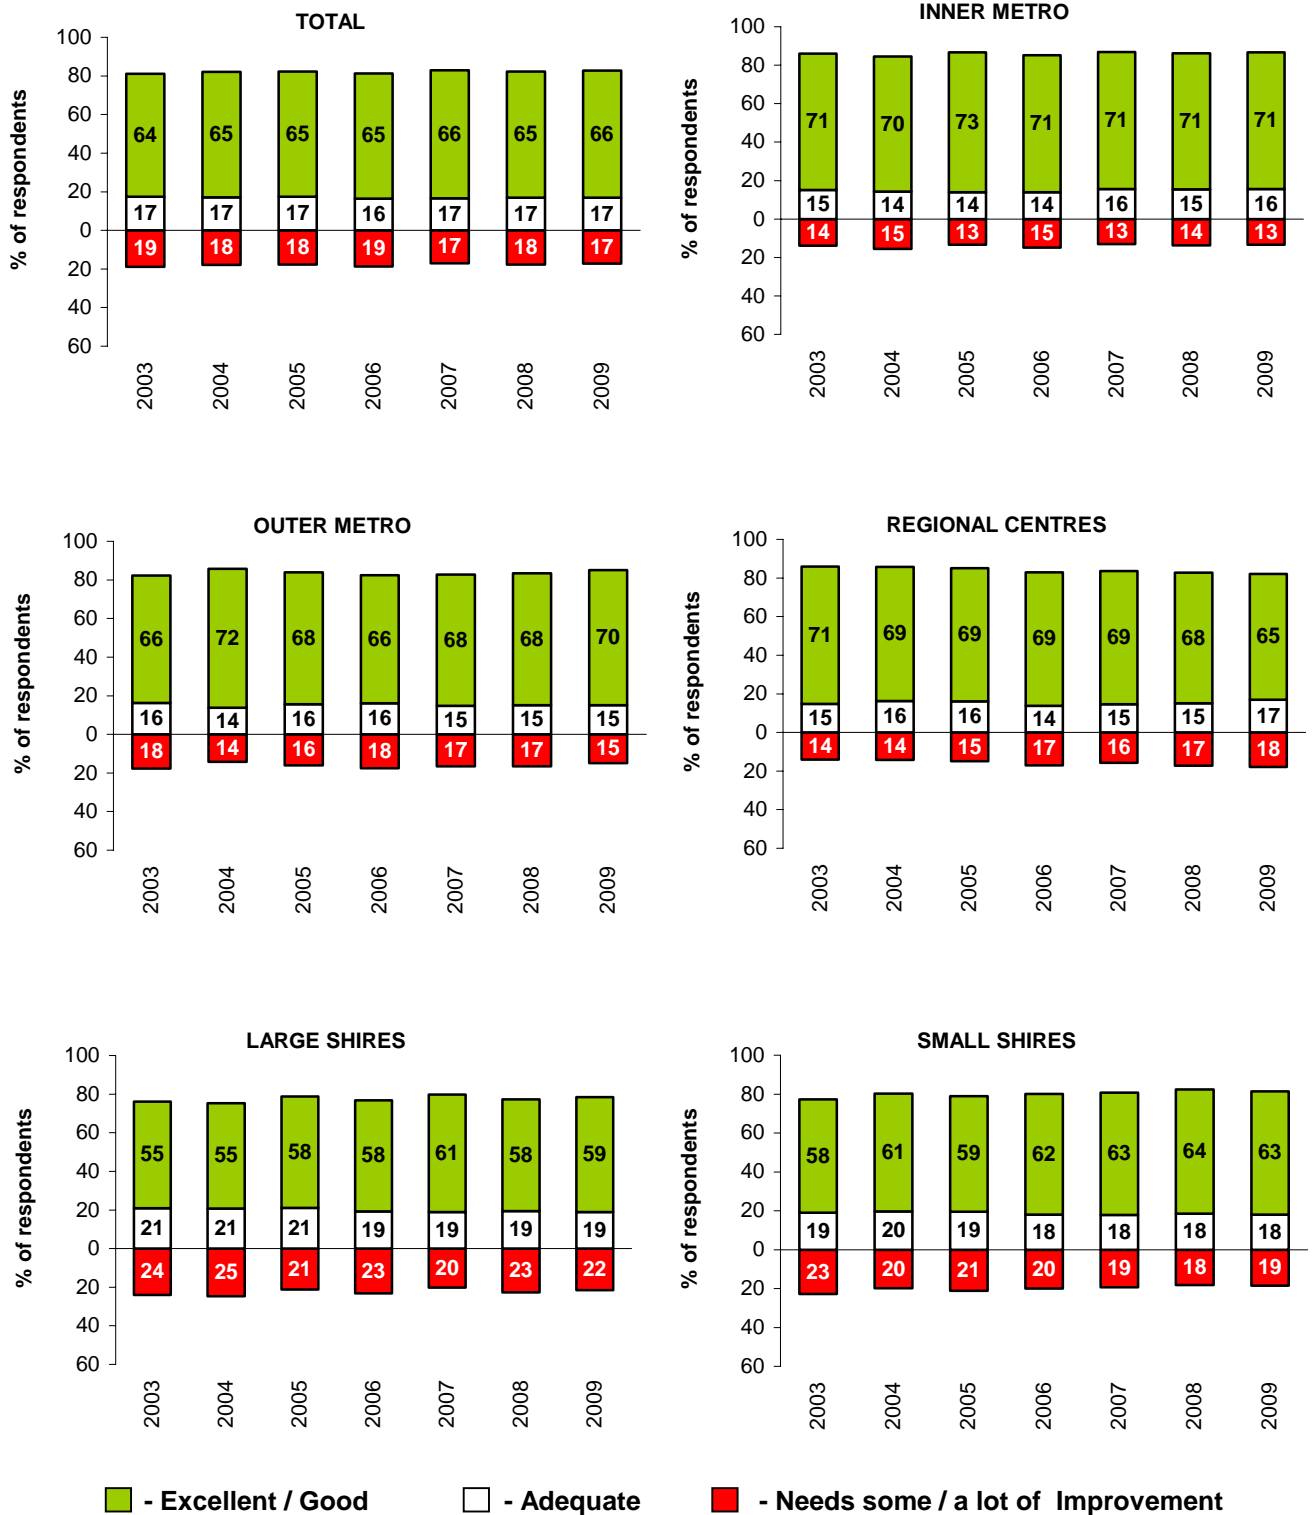 TOTAL
% of respondents
100
80
60
40
20
0
20
40
60
64 65 65 65 66 65 66
17 17 17 16 17 17 17
19 18 18 19 17 18 17
2003 2004 2005 2006 2007 2008 2009
INNER METRO
% of respondents
100
80
60
40
20
0
20
40
60
71 70 73 71 71 71 71
15 14 14 14 16 15 16
14 15 13 15 13 14 13
2003 2004 2005 2006 2007 2008 2009
OUTER METRO
% of respondents
100
80
60
40
20
0
20
40
60
66 72 68 66 68 68 70
16 14 16 16 15 15 15
18 14 16 18 17 17 15
2003 2004 2005 2006 2007 2008 2009
REGIONAL CENTRES
% of respondents
100
80
60
40
20
0
20
40
60
71 69 69 69 69 68 65
15 16 16 14 15 15 17
14 14 15 17 16 17 18
2003 2004 2005 2006 2007 2008 2009
LARGE SHIRES
% of respondents
100
80
60
40
20
0
20
40
60
55 55 58 58 61 58 59
21 21 21 19 19 19 19
24 25 21 23 20 23 22
2003 2004 2005 2006 2007 2008 2009
SMALL SHIRES
% of respondents
100
80
60
40
20
0
20
40
60
58 61 59 62 63 64 63
19 20 19 18 18 18 18
23 20 21 20 19 18 19
2003 2004 2005 2006 2007 2008 2009
- Excellent / Good - Adequate - Needs some / a lot of Improvement